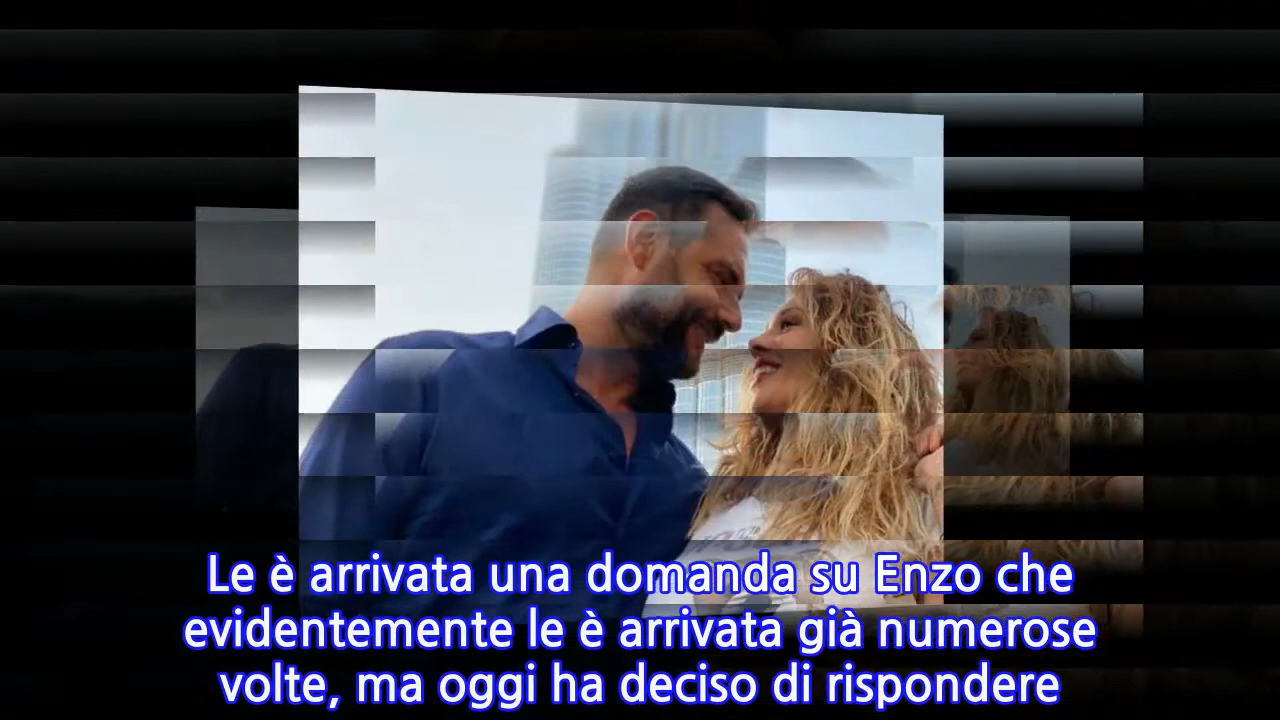 Le è arrivata una domanda su Enzo che
evidentemente le è arrivata già numerose
volte, ma oggi ha deciso di rispondere